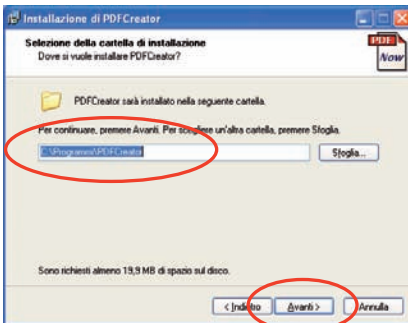 Installazione di PDFCreator
Selezione della cartella di installazione
Dove si vuole installare PDFCreator?
PDF
Now
PDFCreator sarà installato nella seguente cartella.
Per continuare, premere Avanti. Per scegliere un'altra cartella, premere Sfoglia.
C:\Programmi\PDFCreator
Sfoglia...
Sono richiesti almeno 19,9 MB di spazio sul disco.
< Indietro
Avanti >
Annulla